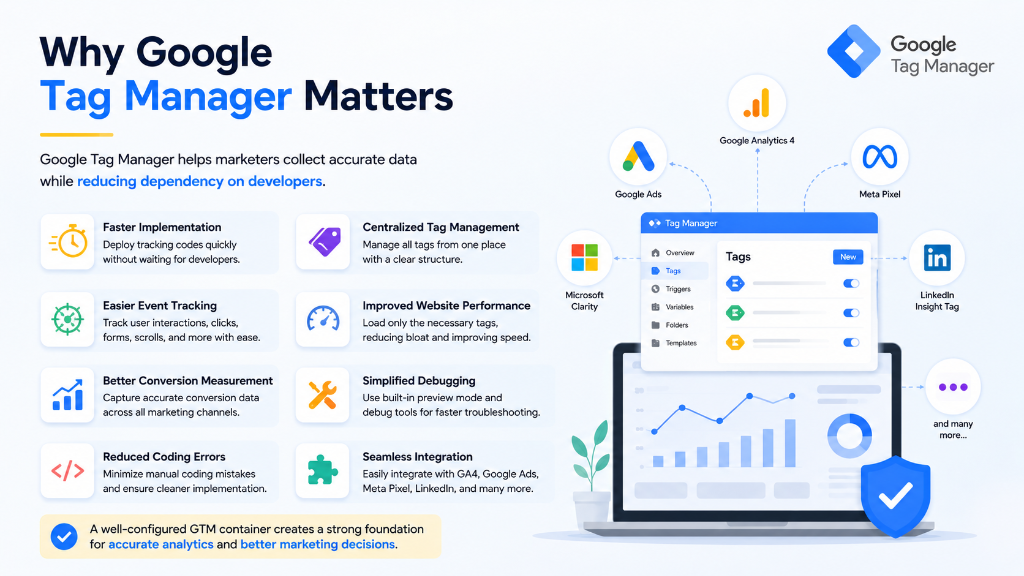 Why Google
Tag Manager Matters
Google Tag Manager helps marketers collect accurate data
while reducing dependency on developers.
Faster Implementation
Deploy tracking codes quickly
without waiting for developers.
Centralized Tag Management
Manage all tags from one place
with a clear structure.
Easier Event Tracking
Track user interactions, clicks,
forms, scrolls, and more with ease.
Improved Website Performance
Load only the necessary tags,
reducing bloat and improving speed.
Better Conversion Measurement
Capture accurate conversion data
across all marketing channels.
Simplified Debugging
Use built-in preview mode and
debug tools for faster troubleshooting.
Reduced Coding Errors
Minimize manual coding mistakes
and ensure cleaner implementation.
Seamless Integration
Easily integrate with GA4, Google Ads,
Meta Pixel, LinkedIn, and many more.
A well-configured GTM container creates a strong foundation
for accurate analytics and better marketing decisions.
Google
Tag Manager
Google Analytics 4
Google Ads
Meta Pixel
Microsoft
Clarity
in
LinkedIn
Insight Tag
and many
more...
Tag Manager
Overview
Tags
Triggers
Variables
Folders
Templates
Tags
New